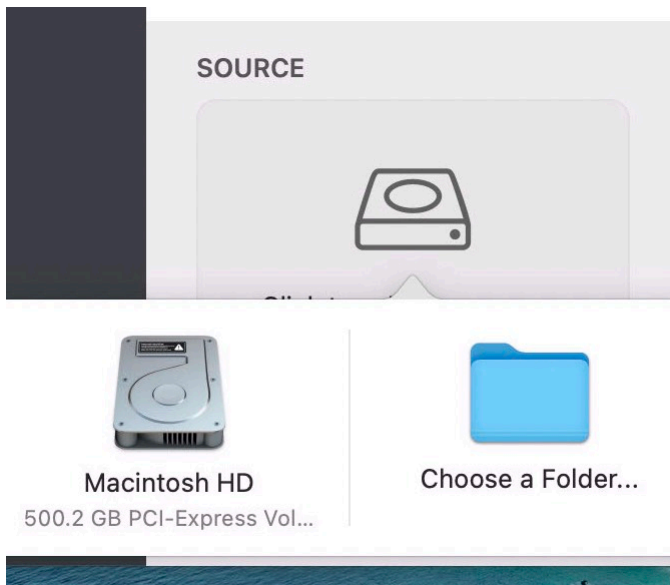 SOURCE
Macintosh HD
500.2 GB PCI-Express Vol...
Choose a Folder...